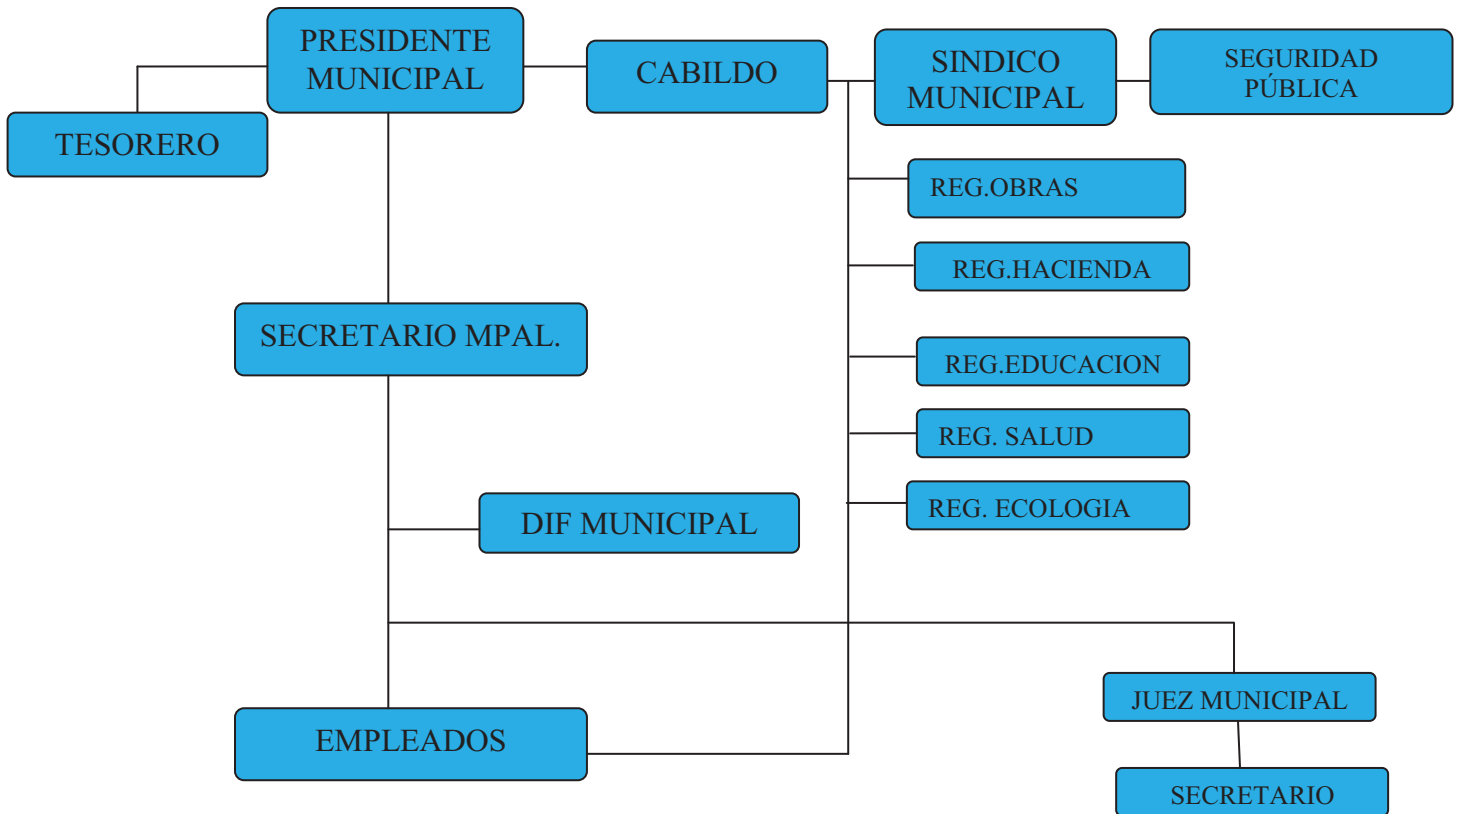 PRESIDENTE
MUNICIPAL
CABILDO
SINDICO
MUNICIPAL
SEGURIDAD
PÚBLICA
TESORERO
REG.OBRAS
REG.HACIENDA
SECRETARIO MPAL.
REG.EDUCACION
REG. SALUD
REG. ECOLOGIA
DIF MUNICIPAL
JUEZ MUNICIPAL
EMPLEADOS
SECRETARIO